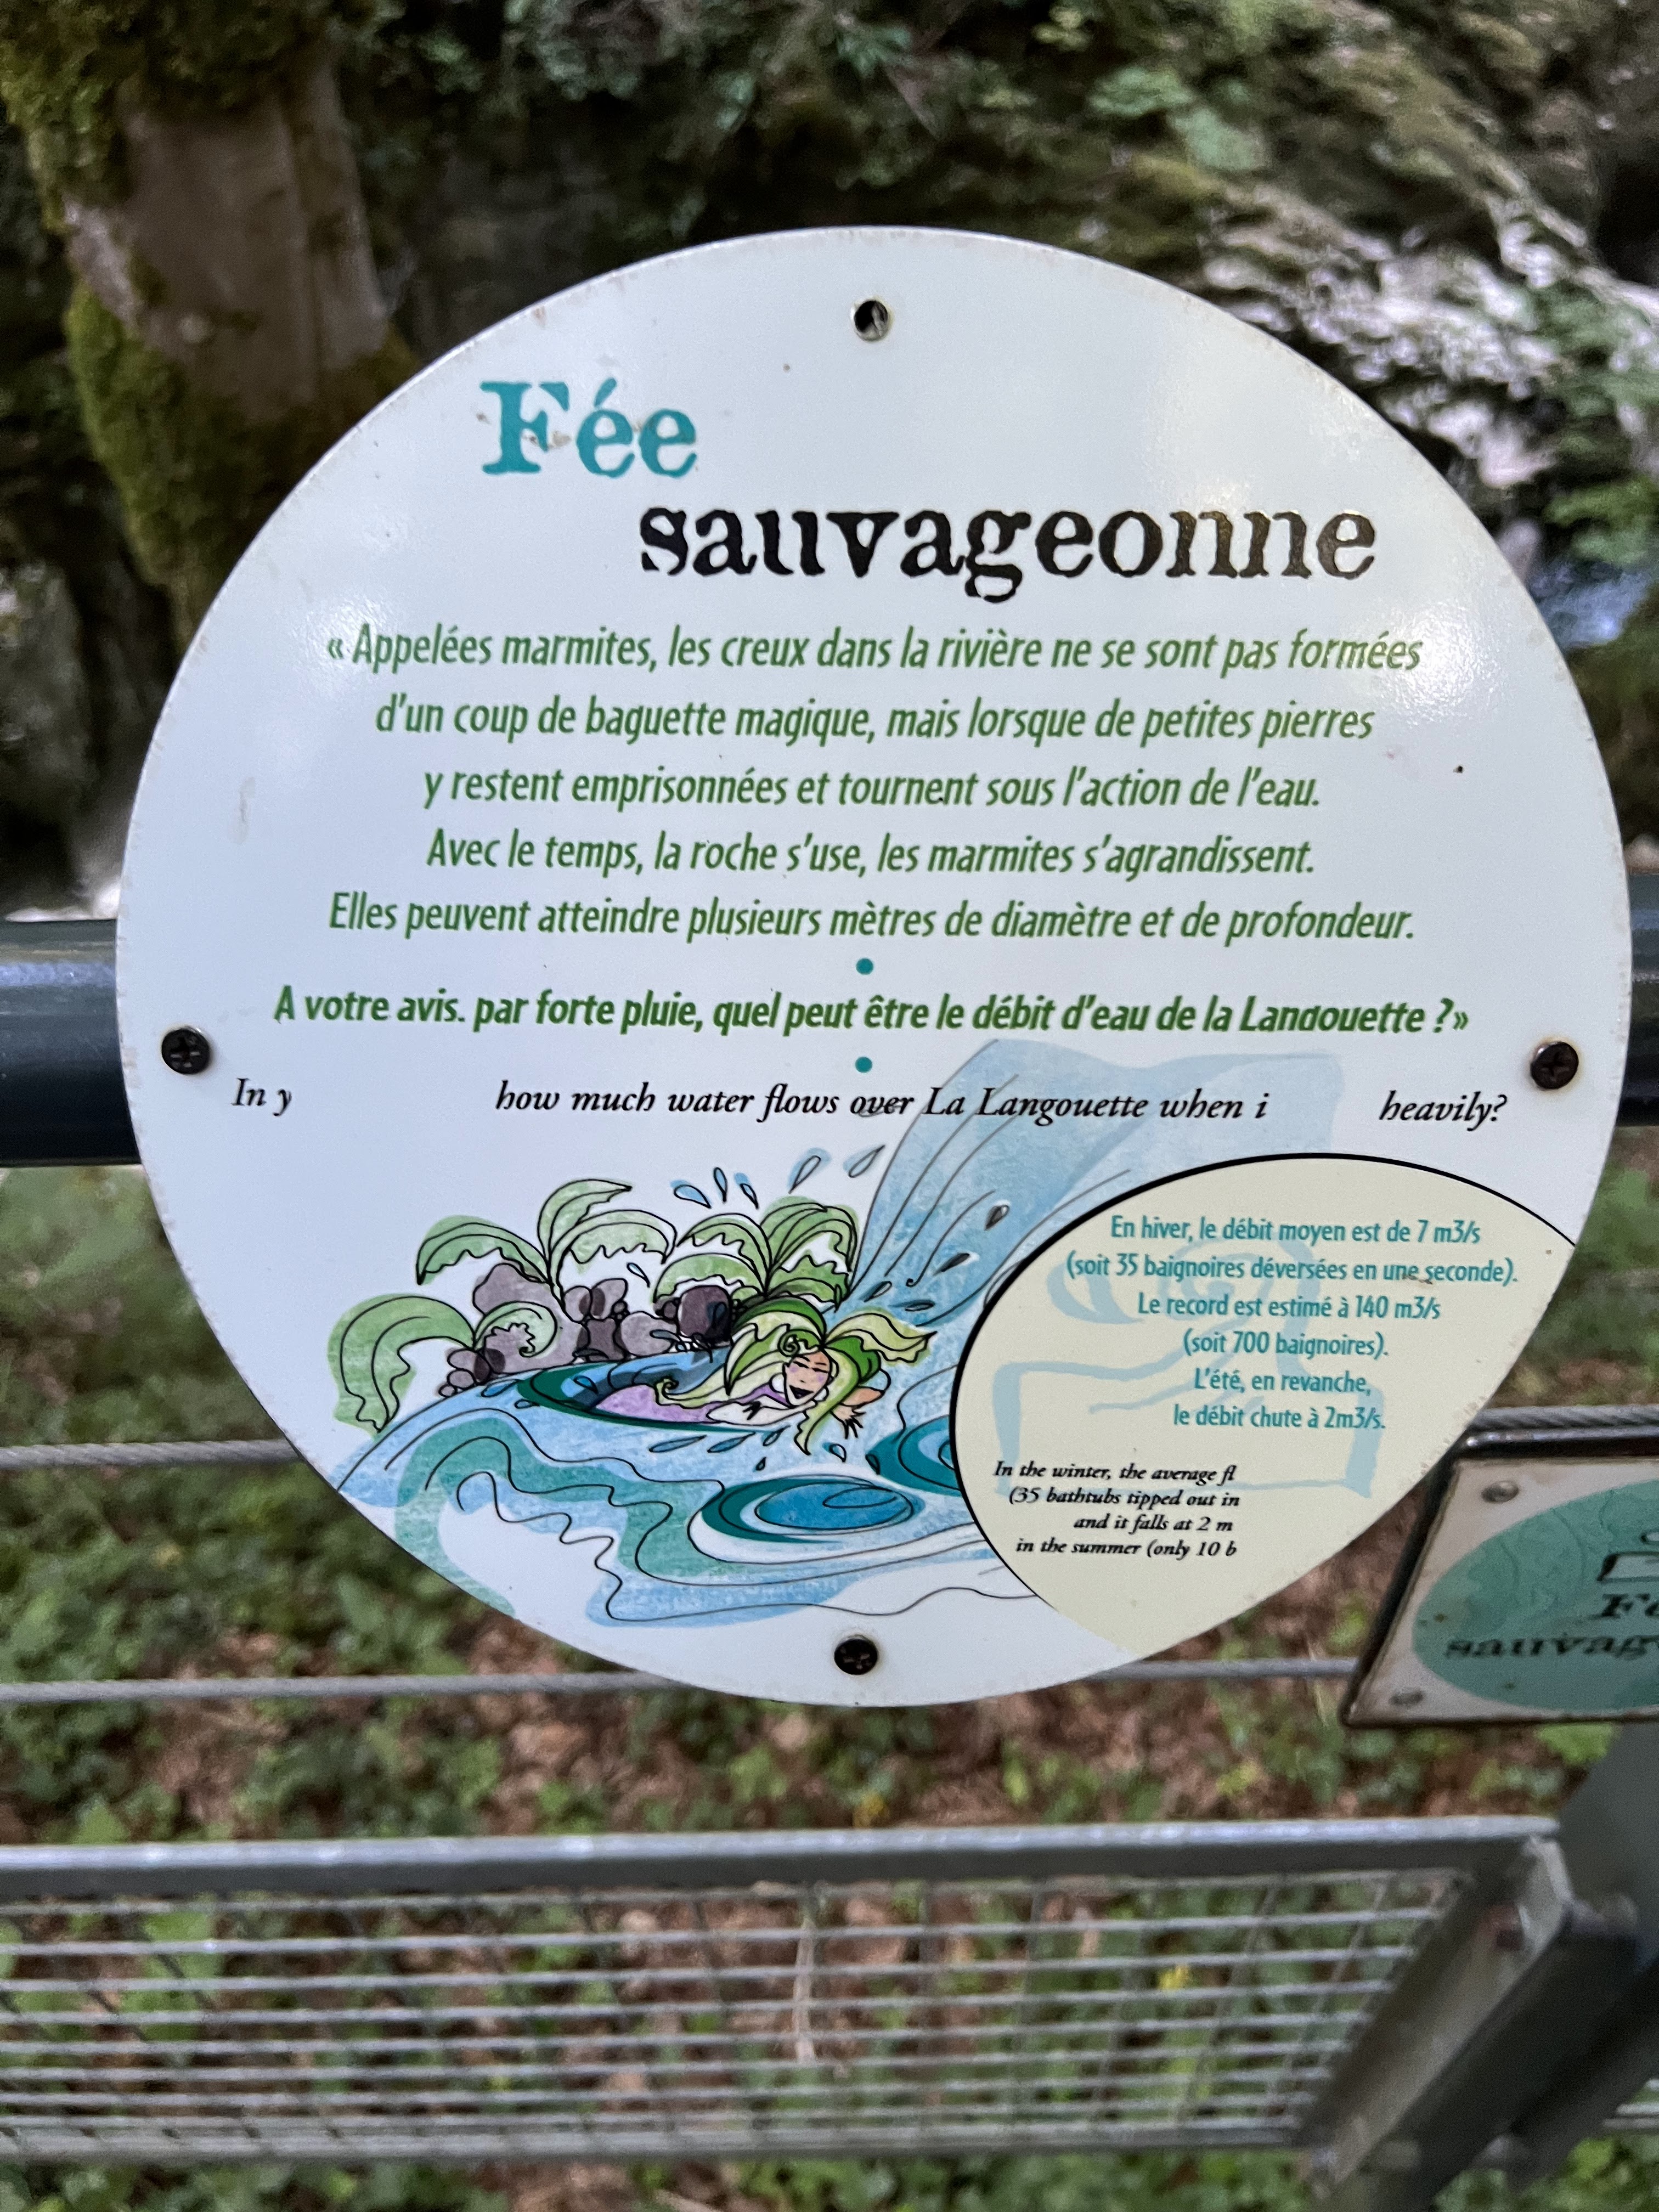 Fée
sauvageonne
« Appelées marmites, les creux dans la rivière ne se sont pas formées
d'un coup de baguette magique, mais lorsque de petites pierres
y restent emprisonnées et tournent sous l'action de l'eau.
Avec le temps, la roche s'use, les marmites s'agrandissent.
Elles peuvent atteindre plusieurs mètres de diamètre et de profondeur.
A votre avis. par forte pluie, quel peut être le débit d'eau de la Langouette ?»
In y how much water flows over La Langouette when i heavily?
En hiver, le débit moyen est de 7 m3/s
(soit 35 baignoires déversées en une seconde).
Le record est estimé à 140 m3/s
(soit 700 baignoires).
L'été, en revanche,
le débit chute à 2m3/s.
In the winter, the average fl
(35 bathtubs tipped out in
and it falls at 2 m
in the summer (only 10 b
Fé
sauvag